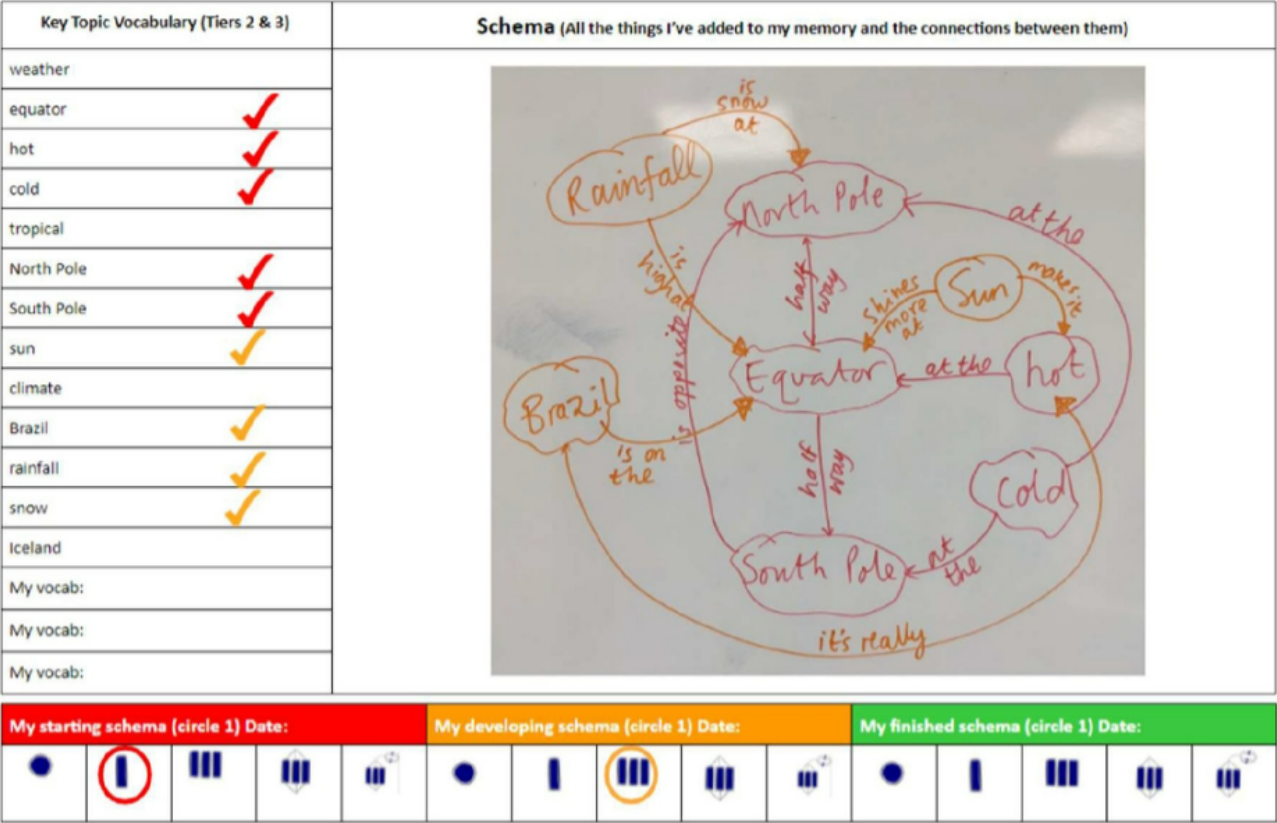 Key Topic Vocabulary (Tiers 2 & 3)
weather
equator
hot
cold
tropical
North Pole
South Pole
sun
climate
Brazil
rainfall
snow
Iceland
My vocab:
My vocab:
My vocab:
Schema (All the things I've added to my memory and the connections between them)
is
snow
at
Rainfall
North Pole
at the
is
high at
half
way
shines
more
at
Sun
makes it
opposite
is
Equator
at the
hot
Brazil
is on
the
half
way
Cold
South Pole
at
the
it's really
My starting schema (circle 1) Date:
My developing schema (circle 1) Date:
My finished schema (circle 1) Date: